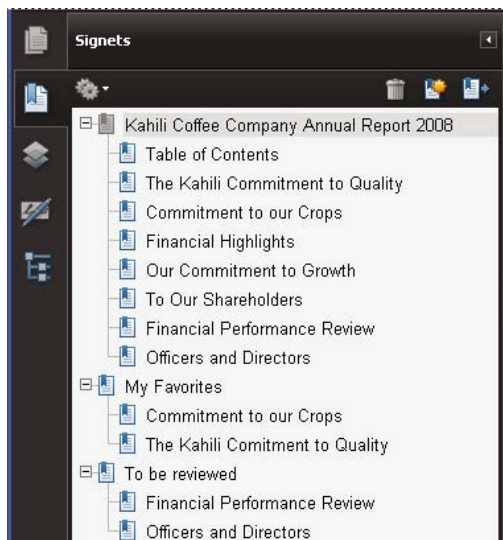 Signets
Kahili Coffee Company Annual Report 2008
Table of Contents
The Kahili Commitment to Quality
Commitment to our Crops
Financial Highlights
Our Commitment to Growth
To Our Shareholders
Financial Performance Review
Officers and Directors
My Favorites
Commitment to our Crops
The Kahili Comitment to Quality
To be reviewed
Financial Performance Review
Officers and Directors